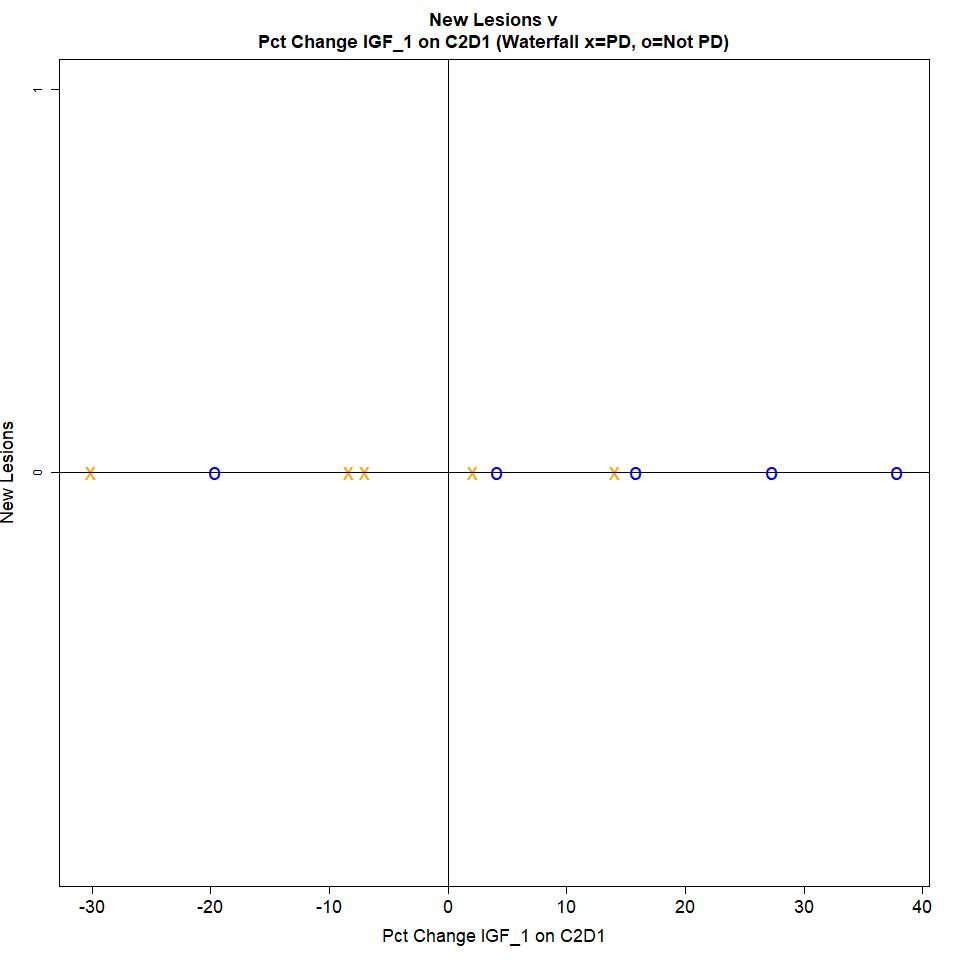 New Lesions v
Pct Change IGF_1 on C2D1 (Waterfall x=PD, o=Not PD)
1
0
New Lesions
x o x x x o x o o o
-30 -20 -10 0 10 20 30 40
Pct Change IGF_1 on C2D1